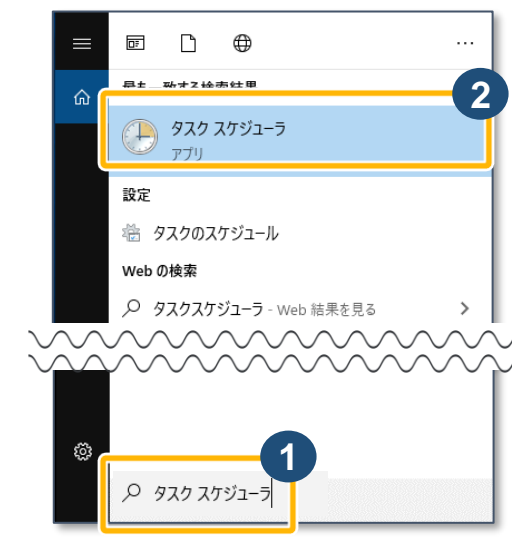 最も一致する検索結果
2
タスク スケジューラ
アプリ
設定
タスクのスケジュール
Web の検索
タスクスケジューラ - Web 結果を見る
1
タスク スケジューラ